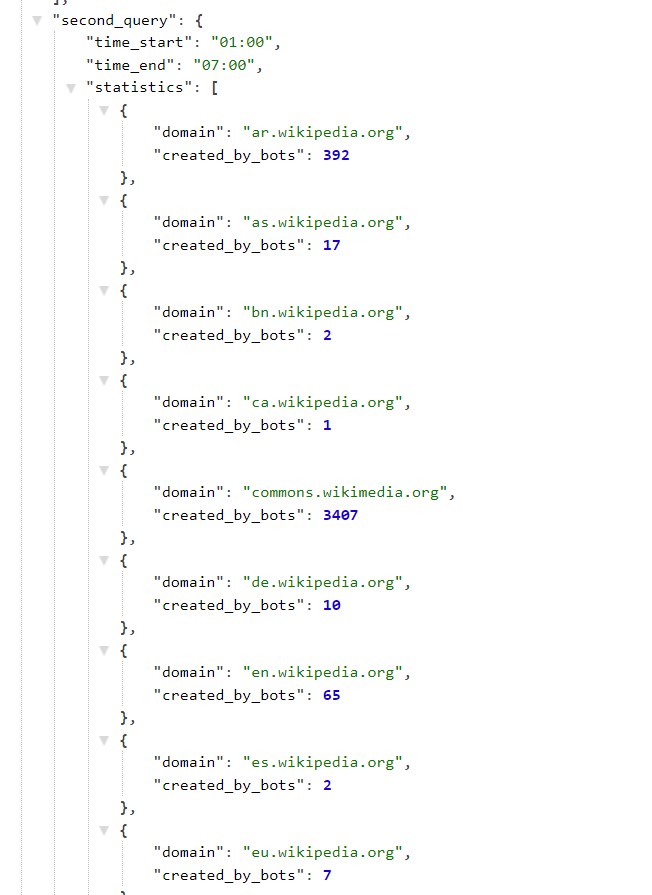 ],
"second_query": {
"time_start": "01:00",
"time_end": "07:00",
"statistics": [
{
"domain": "ar.wikipedia.org",
"created_by_bots": 392
},
{
"domain": "as.wikipedia.org",
"created_by_bots": 17
},
{
"domain": "bn.wikipedia.org",
"created_by_bots": 2
},
{
"domain": "ca.wikipedia.org",
"created_by_bots": 1
},
{
"domain": "commons.wikimedia.org",
"created_by_bots": 3407
},
{
"domain": "de.wikipedia.org",
"created_by_bots": 10
},
{
"domain": "en.wikipedia.org",
"created_by_bots": 65
},
{
"domain": "es.wikipedia.org",
"created_by_bots": 2
},
{
"domain": "eu.wikipedia.org",
"created_by_bots": 7